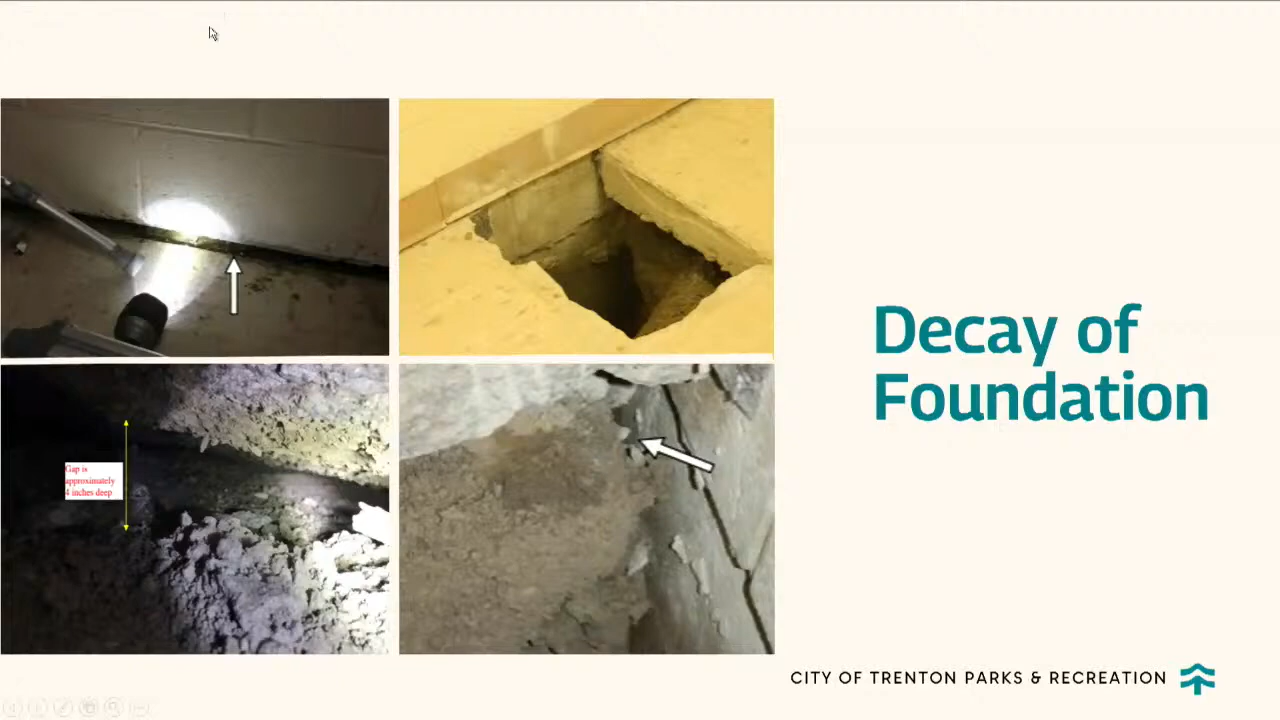 Gap is
approximately
4 inches deep
Decay of
Foundation
CITY OF TRENTON PARKS & RECREATION